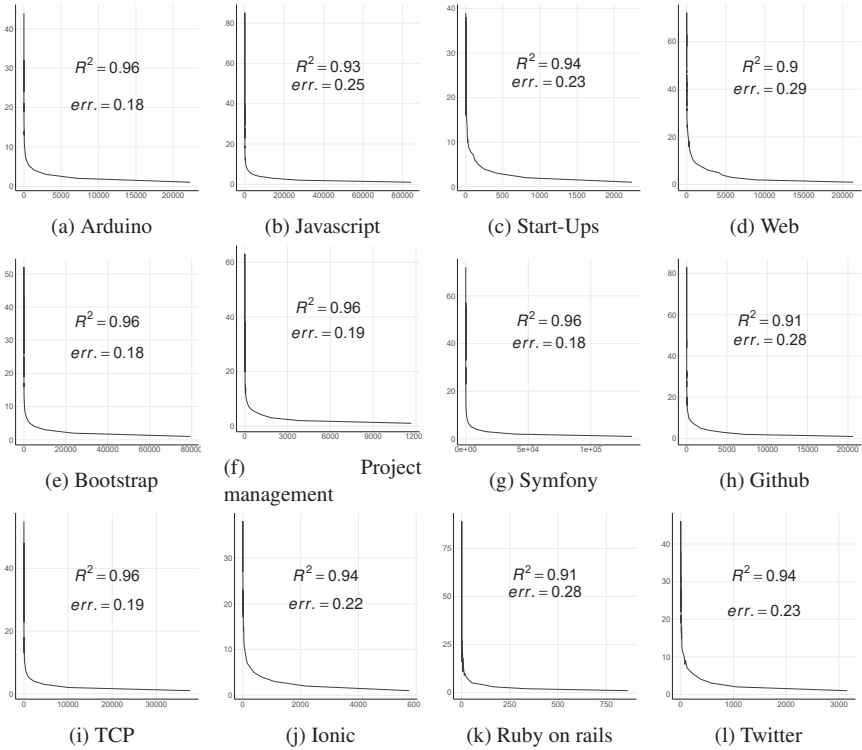 40
30
20
10
0
R² = 0.96
err. = 0.18
0 5000 10000 15000 20000
(a) Arduino
80
60
40
20
0
R² = 0.93
err. = 0.25
0 20000 40000 60000 80000
(b) Javascript
40
30
20
10
0
R² = 0.94
err. = 0.23
0 500 1000 1500 2000
(c) Start-Ups
60
40
20
0
R² = 0.9
err. = 0.29
0 5000 10000 15000 20000
(d) Web
50
40
30
20
10
0
R² = 0.96
err. = 0.18
0 20000 40000 60000 80000
(e) Bootstrap
60
40
20
0
R² = 0.96
err. = 0.19
0 3000 6000 9000 1200
(f) Project
management
60
40
20
0
R² = 0.96
err. = 0.18
0e+00 5e+04 1e+05
(g) Symfony
80
60
40
20
0
R² = 0.91
err. = 0.28
0 5000 10000 15000 20000
(h) Github
40
20
0
R² = 0.96
err. = 0.19
0 10000 20000 30000
(i) TCP
30
20
10
0
R² = 0.94
err. = 0.22
0 200 400 600
(j) Ionic
75
50
25
0
R² = 0.91
err. = 0.28
0 250 500 750
(k) Ruby on rails
40
30
20
10
0
R² = 0.94
err. = 0.23
0 1000 2000 3000
(l) Twitter